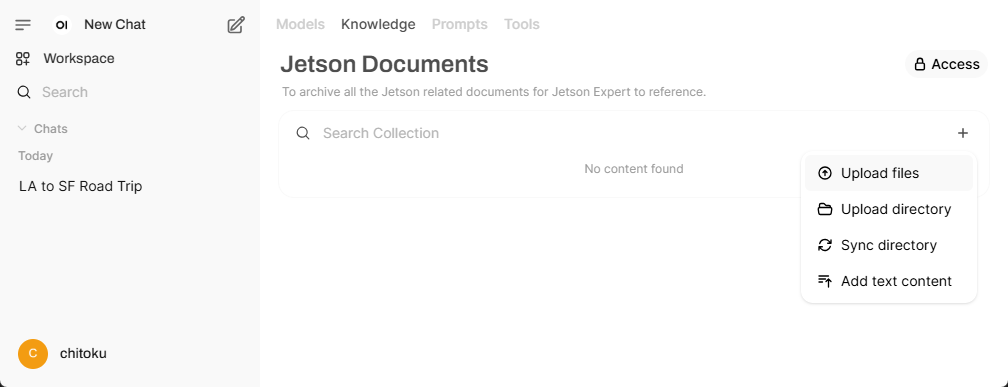 OI New Chat
Workspace
Search
Chats
Today
LA to SF Road Trip
C chitoku
Models Knowledge Prompts Tools
Jetson Documents
Access
To archive all the Jetson related documents for Jetson Expert to reference.
Search Collection
No content found
Upload files
Upload directory
Sync directory
Add text content